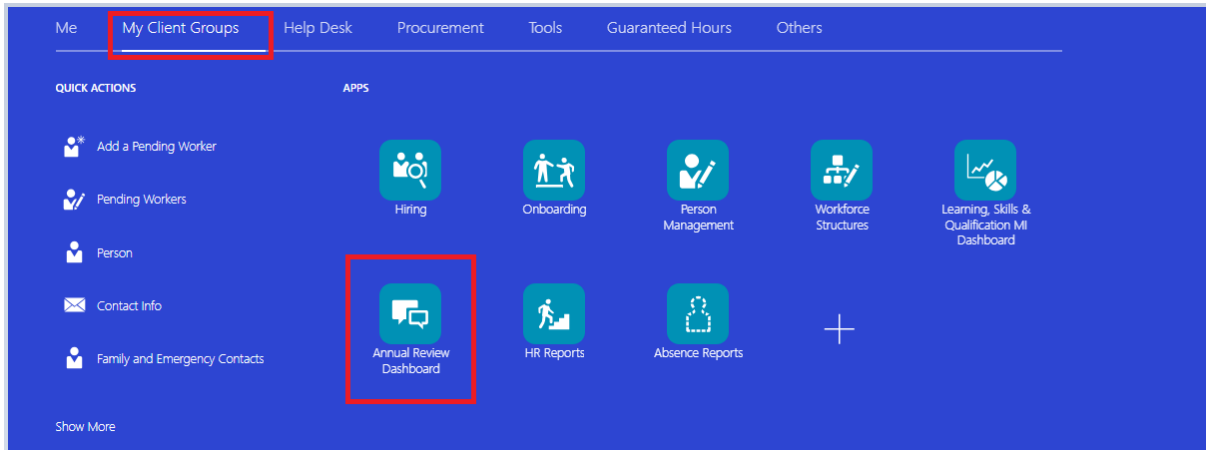 Me My Client Groups Help Desk Procurement Tools Guaranteed Hours Others
QUICK ACTIONS
APPS
Add a Pending Worker
Pending Workers
Person
Contact Info
Family and Emergency Contacts
Show More
Hiring
Onboarding
Person
Management
Workforce
Structures
Learning, Skills &
Qualification MI
Dashboard
Annual Review
Dashboard
HR Reports
Absence Reports